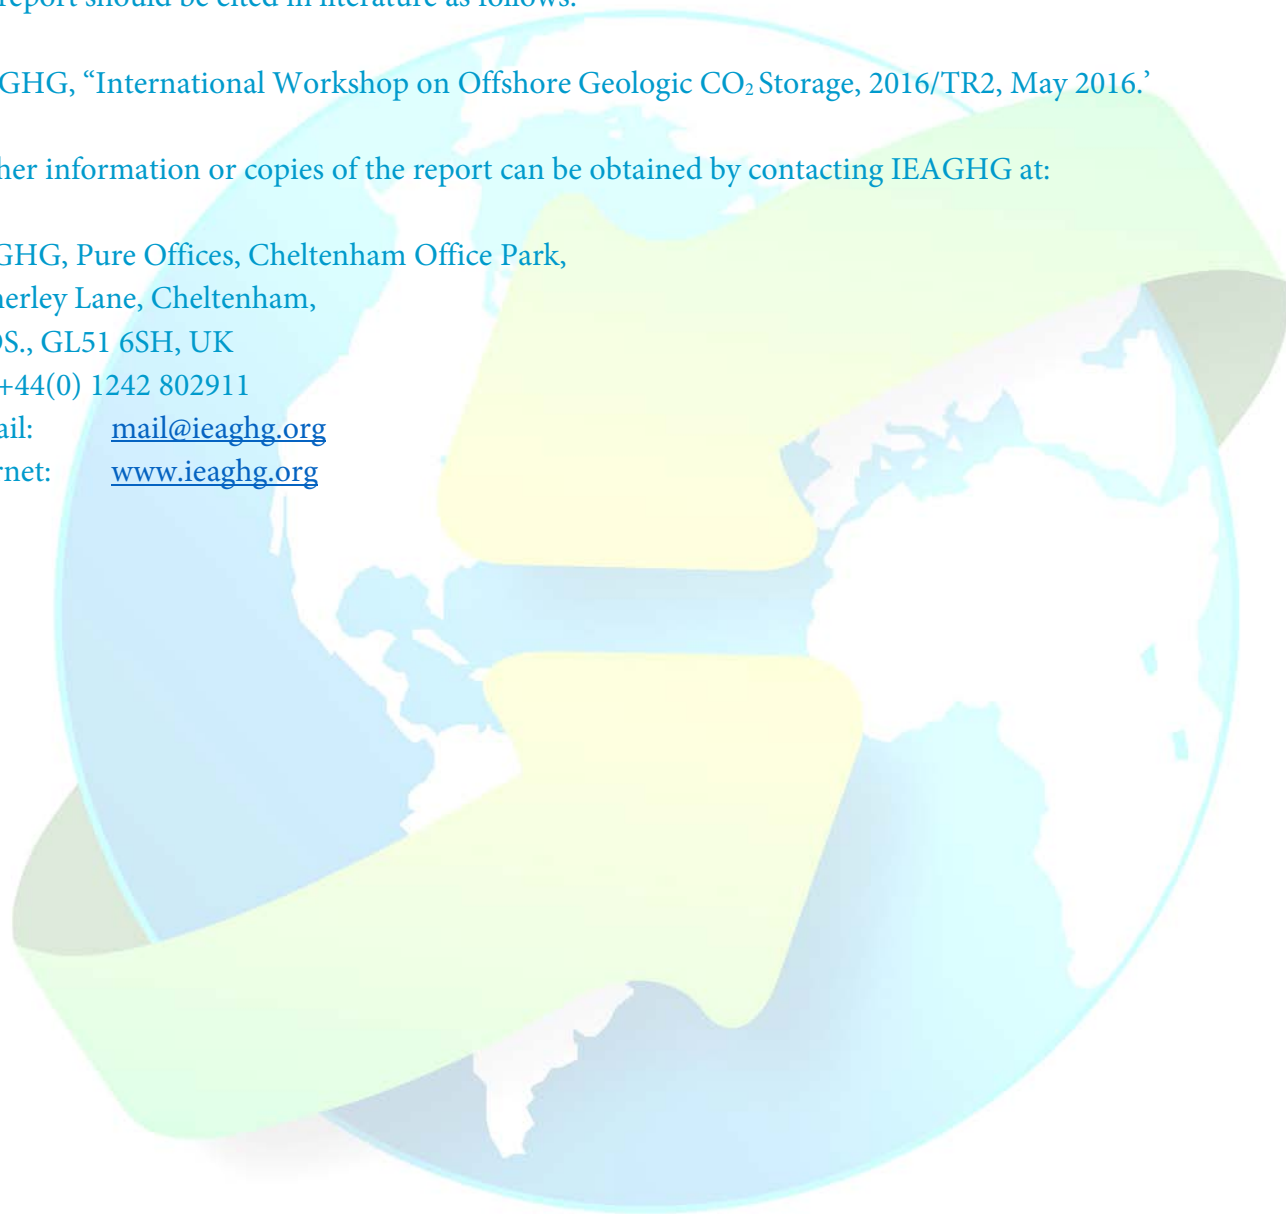 report should be cited in literature as follows:
GHG, “International Workshop on Offshore Geologic CO₂ Storage, 2016/TR2, May 2016.’
her information or copies of the report can be obtained by contacting IEAGHG at:
GHG, Pure Offices, Cheltenham Office Park,
erley Lane, Cheltenham,
S., GL51 6SH, UK
+44(0) 1242 802911
ail: mail@ieaghg.org
rnet: www.ieaghg.org